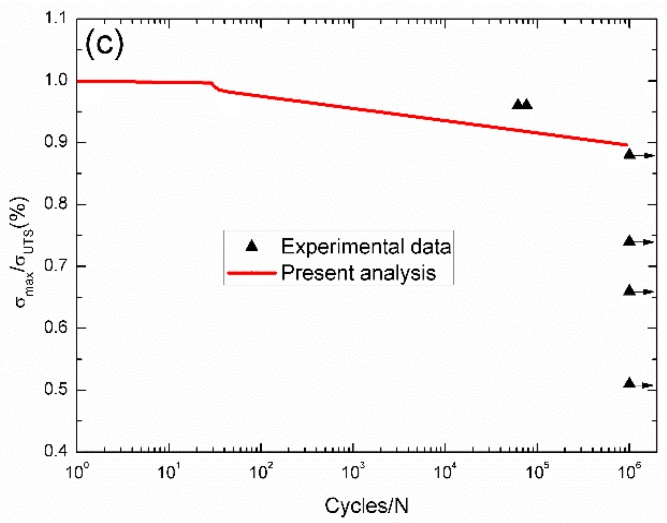 (c)
1.1
1.0
0.9
0.8
0.7
0.6
0.5
0.4
σmax/σUTS(%)
Experimental data
Present analysis
10⁰ 10¹ 10² 10³ 10⁴ 10⁵ 10⁶
Cycles/N